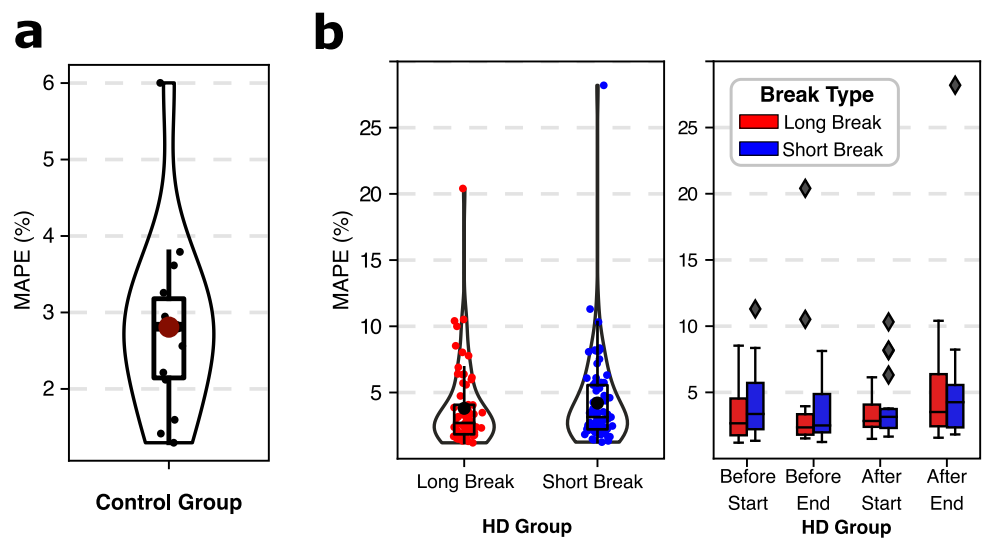 a
MAPE (%)
6
5
4
3
2
Control Group
b
MAPE (%)
25
20
15
10
5
Long Break
Short Break
HD Group
Break Type
Long Break
Short Break
25
20
15
10
5
Before Start
Before End
After Start
After End
HD Group